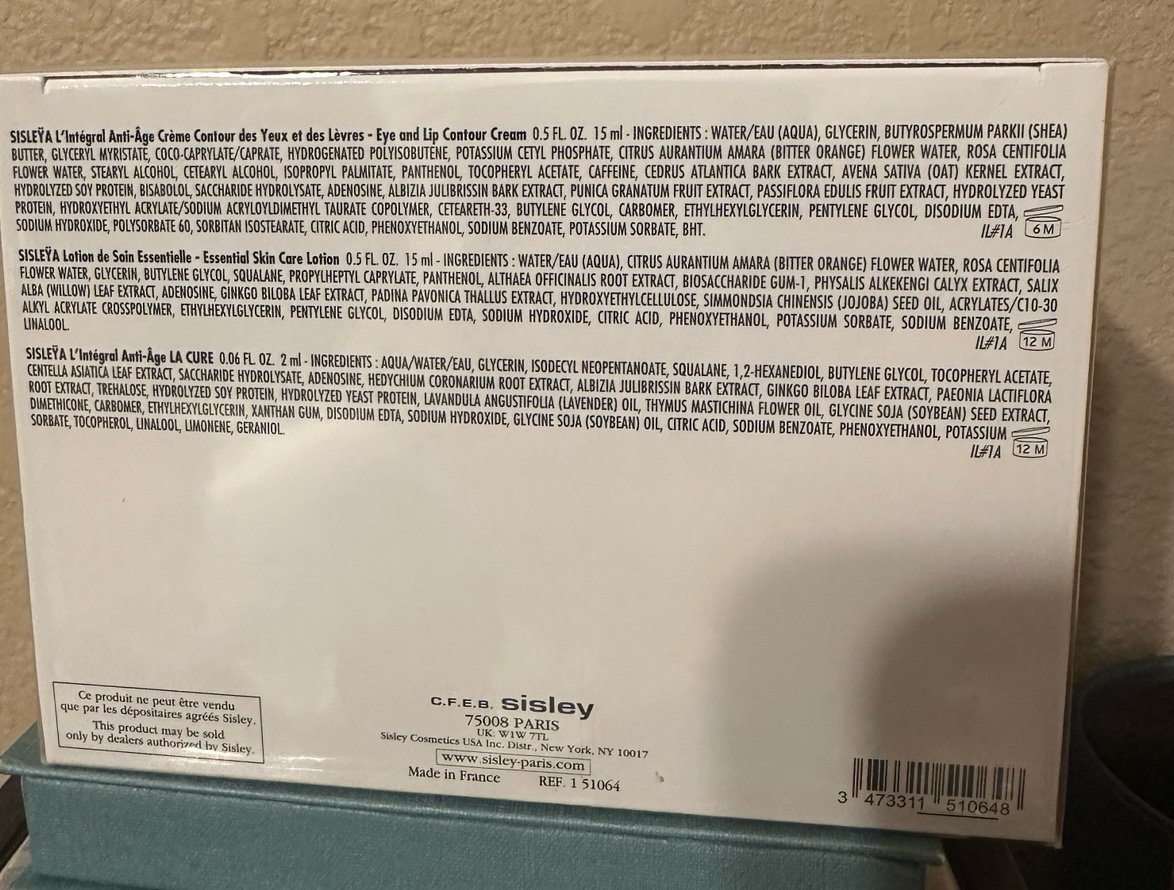 SISLEŸA L'Intégral Anti-Âge Crème Contour des Yeux et des Lèvres - Eye and Lip Contour Cream 0.5 FL. OZ. 15 ml - INGREDIENTS : WATER/EAU (AQUA), GLYCERIN, BUTYROSPERMUM PARKII (SHEA)
BUTTER, GLYCERYL MYRISTATE, COCO-CAPRYLATE/CAPRATE, HYDROGENATED POLYISOBUTENE, POTASSIUM CETYL PHOSPHATE, CITRUS AURANTIUM AMARA (BITTER ORANGE) FLOWER WATER, ROSA CENTIFOLIA
FLOWER WATER, STEARYL ALCOHOL, CETEARYL ALCOHOL, ISOPROPYL PALMITATE, PANTHENOL, TOCOPHERYL ACETATE, CAFFEINE, CEDRUS ATLANTICA BARK EXTRACT, AVENA SATIVA (OAT) KERNEL EXTRACT,
HYDROLYZED SOY PROTEIN, BISABOLOL, SACCHARIDE HYDROLYSATE, ADENOSINE, ALBIZIA JULIBRISSIN BARK EXTRACT, PUNICA GRANATUM FRUIT EXTRACT, PASSIFLORA EDULIS FRUIT EXTRACT, HYDROLYZED YEAST
PROTEIN, HYDROXYETHYL ACRYLATE/SODIUM ACRYLOYLDIMETHYL TAURATE COPOLYMER, CETEARETH-33, BUTYLENE GLYCOL, CARBOMER, ETHYLHEXYLGLYCERIN, PENTYLENE GLYCOL, DISODIUM EDTA,
SODIUM HYDROXIDE, POLYSORBATE 60, SORBITAN ISOSTEARATE, CITRIC ACID, PHENOXYETHANOL, SODIUM BENZOATE, POTASSIUM SORBATE, BHT. IL#1A 6 M
SISLEŸA Lotion de Soin Essentielle - Essential Skin Care Lotion 0.5 FL. OZ. 15 ml - INGREDIENTS : WATER/EAU (AQUA), CITRUS AURANTIUM AMARA (BITTER ORANGE) FLOWER WATER, ROSA CENTIFOLIA
FLOWER WATER, GLYCERIN, BUTYLENE GLYCOL, SQUALANE, PROPYLHEPTYL CAPRYLATE, PANTHENOL, ALTHAEA OFFICINALIS ROOT EXTRACT, BIOSACCHARIDE GUM-1, PHYSALIS ALKEKENGI CALYX EXTRACT, SALIX
ALBA (WILLOW) LEAF EXTRACT, ADENOSINE, GINKGO BILOBA LEAF EXTRACT, PADINA PAVONICA THALLUS EXTRACT, HYDROXYETHYLCELLULOSE, SIMMONDSIA CHINENSIS (JOJOBA) SEED OIL, ACRYLATES/C10-30
ALKYL ACRYLATE CROSSPOLYMER, ETHYLHEXYLGLYCERIN, PENTYLENE GLYCOL, DISODIUM EDTA, SODIUM HYDROXIDE, CITRIC ACID, PHENOXYETHANOL, POTASSIUM SORBATE, SODIUM BENZOATE,
LINALOOL. IL#1A 12 M
SISLEŸA L'Intégral Anti-Âge LA CURE 0.06 FL. OZ. 2 ml - INGREDIENTS : AQUA/WATER/EAU, GLYCERIN, ISODECYL NEOPENTANOATE, SQUALANE, 1,2-HEXANEDIOL, BUTYLENE GLYCOL, TOCOPHERYL ACETATE,
CENTELLA ASIATICA LEAF EXTRACT, SACCHARIDE HYDROLYSATE, ADENOSINE, HEDYCHIUM CORONARIUM ROOT EXTRACT, ALBIZIA JULIBRISSIN BARK EXTRACT, GINKGO BILOBA LEAF EXTRACT, PAEONIA LACTIFLORA
ROOT EXTRACT, TREHALOSE, HYDROLYZED SOY PROTEIN, HYDROLYZED YEAST PROTEIN, LAVANDULA ANGUSTIFOLIA (LAVENDER) OIL, THYMUS MASTICHINA FLOWER OIL, GLYCINE SOJA (SOYBEAN) SEED EXTRACT,
DIMETHICONE, CARBOMER, ETHYLHEXYLGLYCERIN, XANTHAN GUM, DISODIUM EDTA, SODIUM HYDROXIDE, GLYCINE SOJA (SOYBEAN) OIL, CITRIC ACID, SODIUM BENZOATE, PHENOXYETHANOL, POTASSIUM
SORBATE, TOCOPHEROL, LINALOOL, LIMONENE, GERANIOL. IL#1A 12 M
Ce produit ne peut être vendu
que par les dépositaires agréés Sisley.
This product may be sold
only by dealers authorized by Sisley.
C.F.E.B. sisley
75008 PARIS
UK: W1W 7TL
Sisley Cosmetics USA Inc. Distr., New York, NY 10017
www.sisley-paris.com
Made in France REF. 1 51064
3 473311 510648